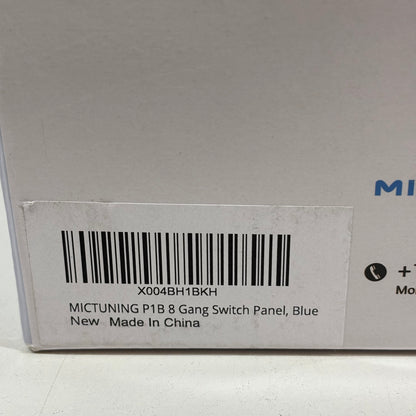 MI
+
Mo
X004BH1BKH
MICTUNING P1B 8 Gang Switch Panel, Blue
New Made In China